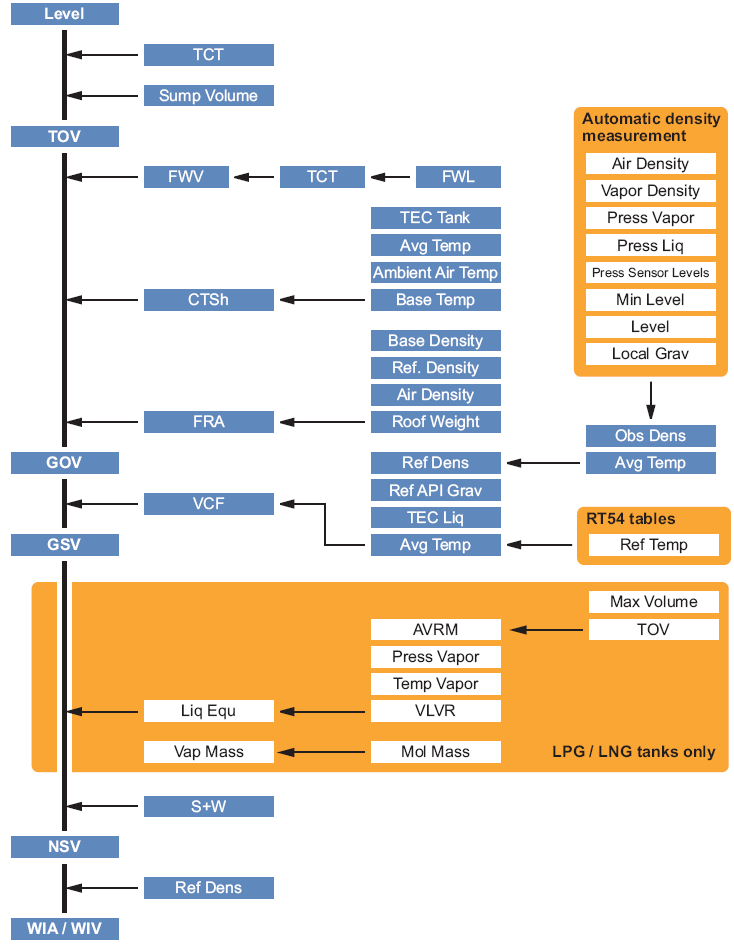 Level
TCT
Sump Volume
TOV
FWV
TCT
FWL
TEC Tank
Avg Temp
Ambient Air Temp
CTSh
Base Temp
Base Density
Ref. Density
Air Density
FRA
Roof Weight
Automatic density
measurement
Air Density
Vapor Density
Press Vapor
Press Liq
Press Sensor Levels
Min Level
Level
Local Grav
Obs Dens
Avg Temp
GOV
Ref Dens
Ref API Grav
VCF
TEC Liq
Avg Temp
RT54 tables
Ref Temp
GSV
Max Volume
TOV
AVRM
Press Vapor
Temp Vapor
Liq Equ
VLVR
Vap Mass
Mol Mass
LPG / LNG tanks only
S+W
NSV
Ref Dens
WIA / WIV